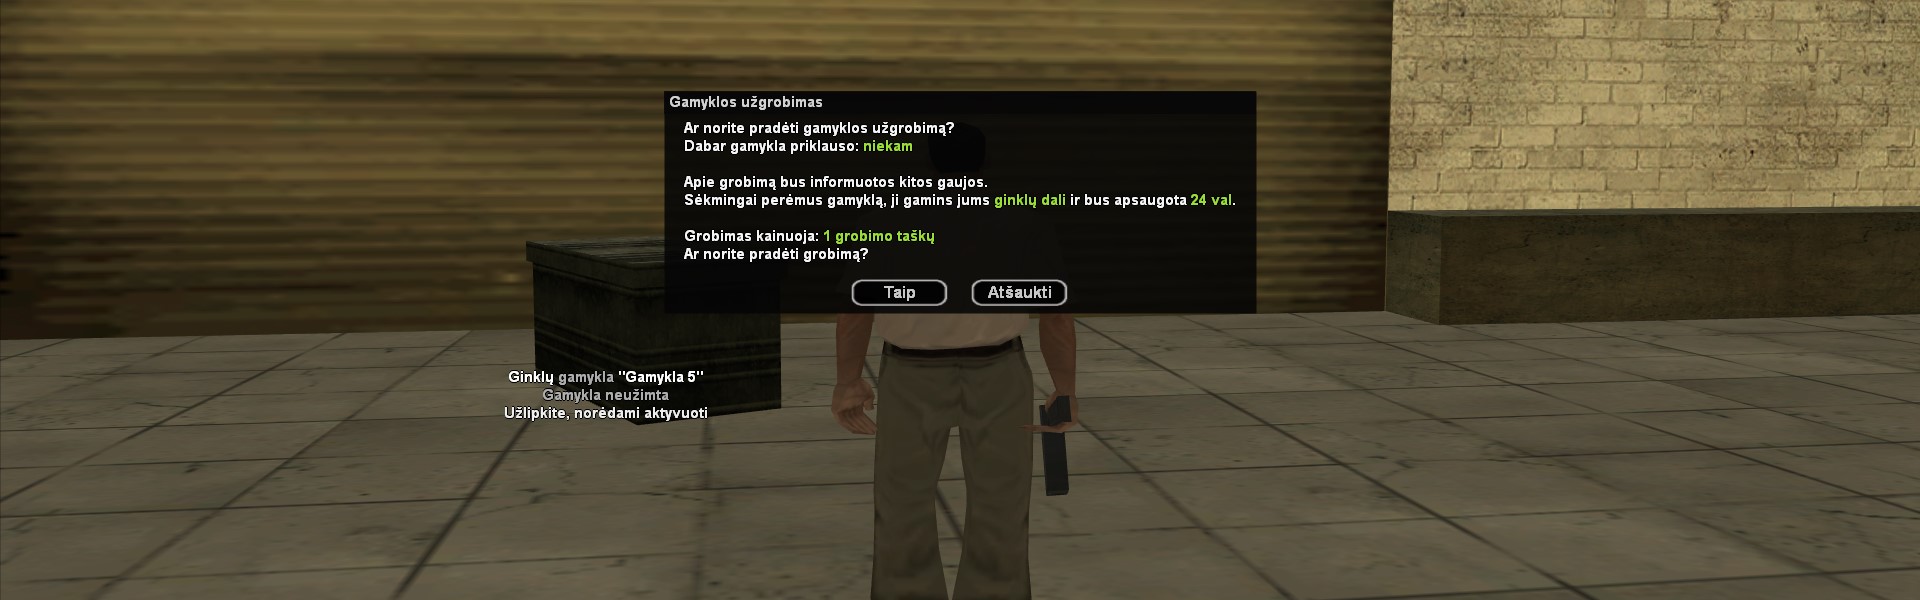 Gamyklos užgrobimas
Ar norite pradėti gamyklos užgrobimą?
Dabar gamykla priklauso: niekam
Apie grobimą bus informuotos kitos gaujos.
Sėkmingai perėmus gamyklą, ji gamins jums ginklų dali ir bus apsaugota 24 val.
Grobimas kainuoja: 1 grobimo taškų
Ar norite pradėti grobimą?
Taip
Atšaukti
Ginklų gamykla "Gamykla 5"
Gamykla neužimta
Užlipkite, norėdami aktyvuoti